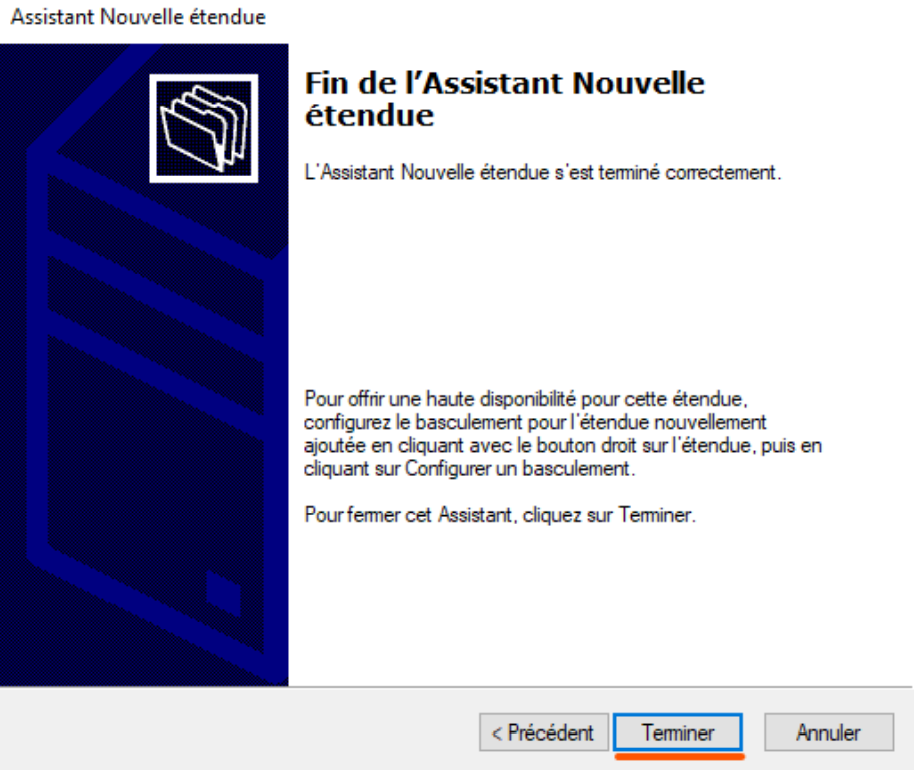 Assistant Nouvelle étendue
Fin de l’Assistant Nouvelle
étendue
L’Assistant Nouvelle étendue s’est terminé correctement.
Pour offrir une haute disponibilité pour cette étendue,
configurez le basculement pour l’étendue nouvellement
ajoutée en cliquant avec le bouton droit sur l’étendue, puis en
cliquant sur Configurer un basculement.
Pour fermer cet Assistant, cliquez sur Terminer.
< Précédent Terminer Annuler